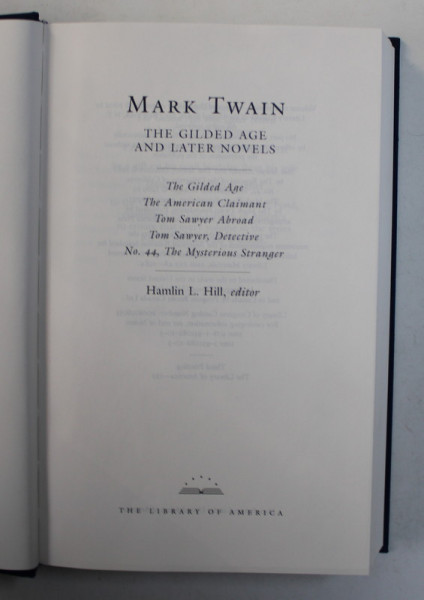 MARK TWAIN
THE GILDED AGE
AND LATER NOVELS
The Gilded Age
The American Claimant
Tom Sawyer Abroad
Tom Sawyer, Detective
No. 44, The Mysterious Stranger
Hamlin L. Hill, editor
THE LIBRARY OF AMERICA